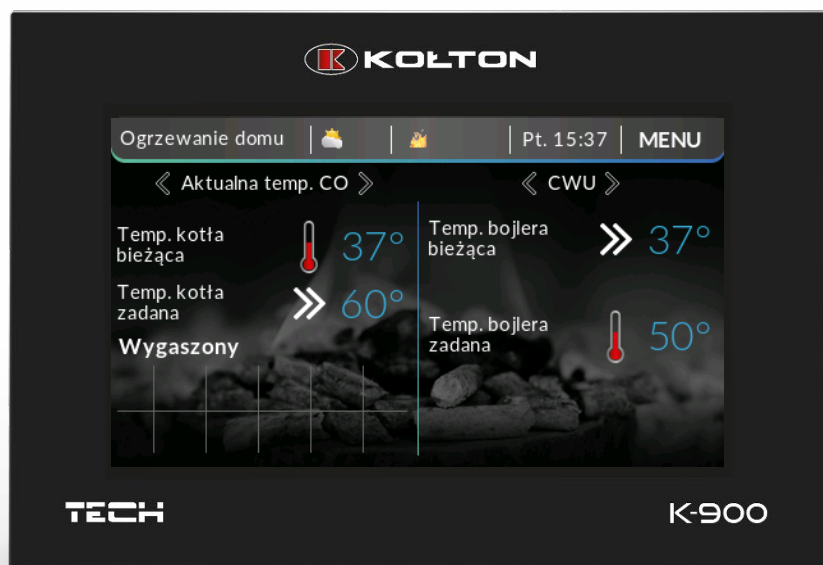 KOŁTON
Ogrzewanie domu
Pt. 15:37
MENU
Aktualna temp. CO
Temp. kotła
bieżąca
37°
Temp. kotła
zadana
60°
Wygaszony
CWU
Temp. bojlera
bieżąca
37°
Temp. bojlera
zadana
50°
TECH
K-900